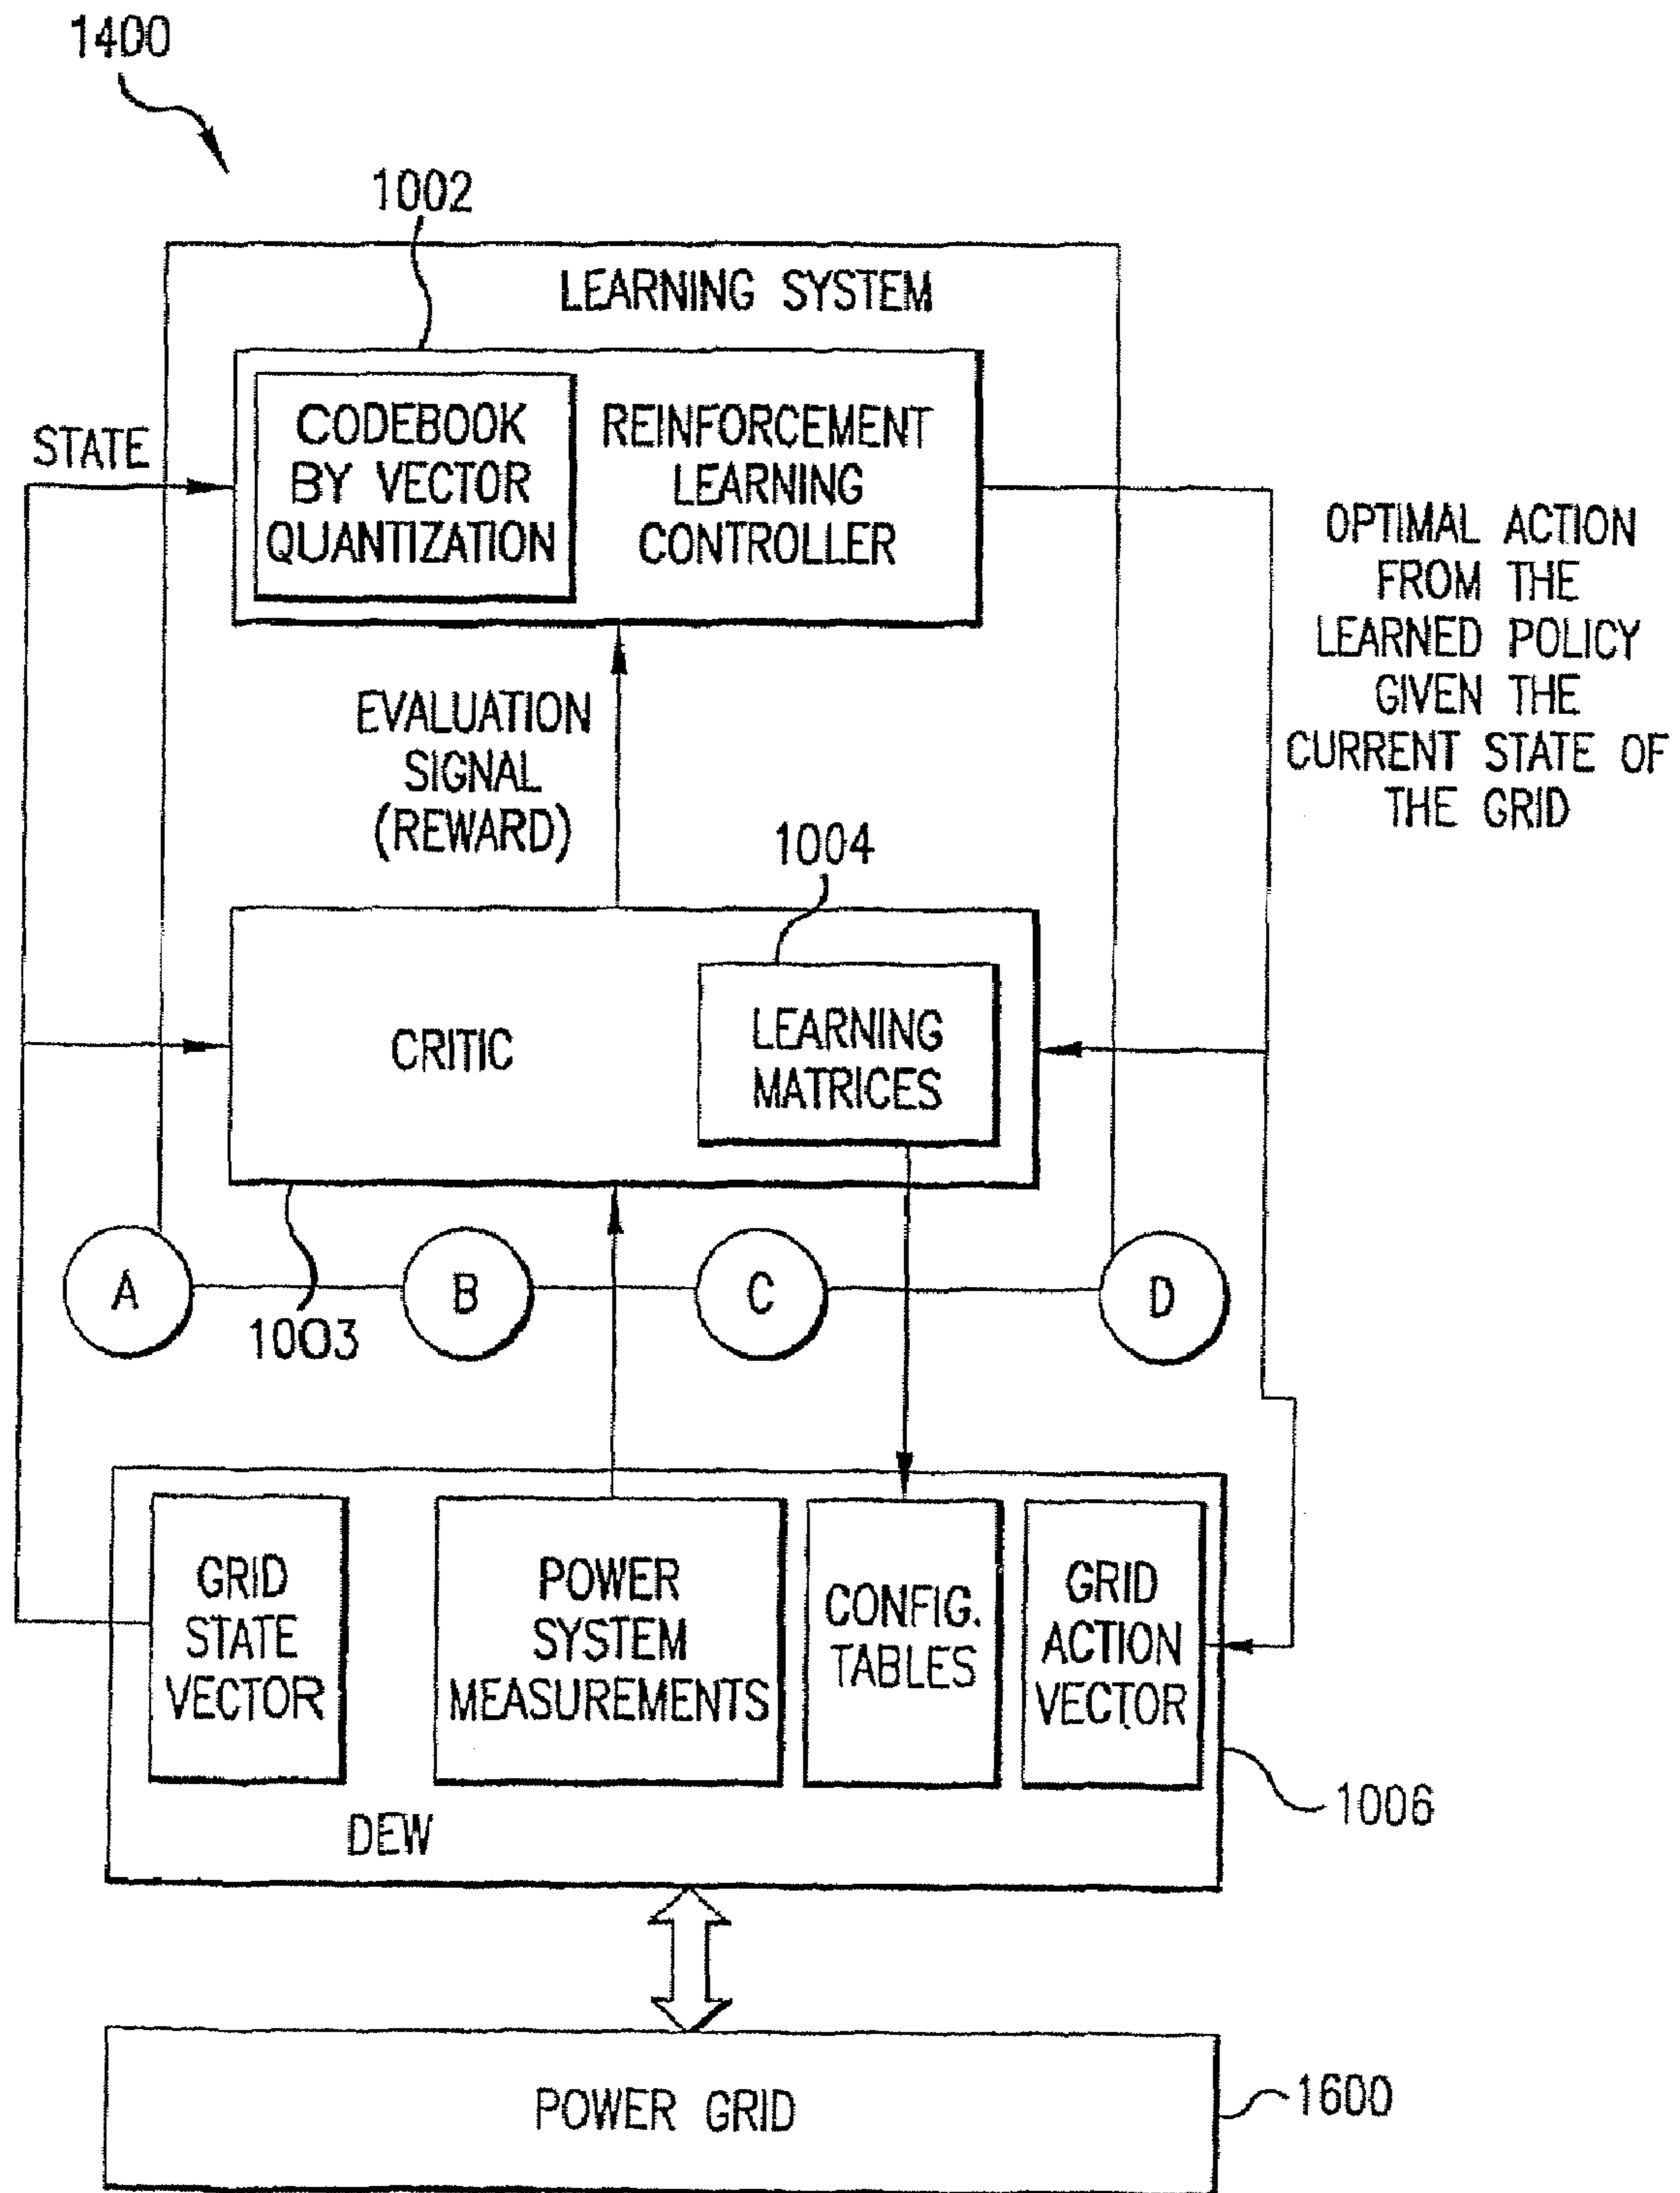 1400
1002
LEARNING SYSTEM
STATE
CODEBOOK
BY VECTOR
QUANTIZATION
REINFORCEMENT
LEARNING
CONTROLLER
OPTIMAL ACTION
FROM THE
LEARNED POLICY
GIVEN THE
CURRENT STATE OF
THE GRID
EVALUATION
SIGNAL
(REWARD)
1004
CRITIC
LEARNING
MATRICES
A
B
C
D
1003
GRID
STATE
VECTOR
POWER
SYSTEM
MEASUREMENTS
CONFIG.
TABLES
GRID
ACTION
VECTOR
1006
DEW
POWER GRID
1600